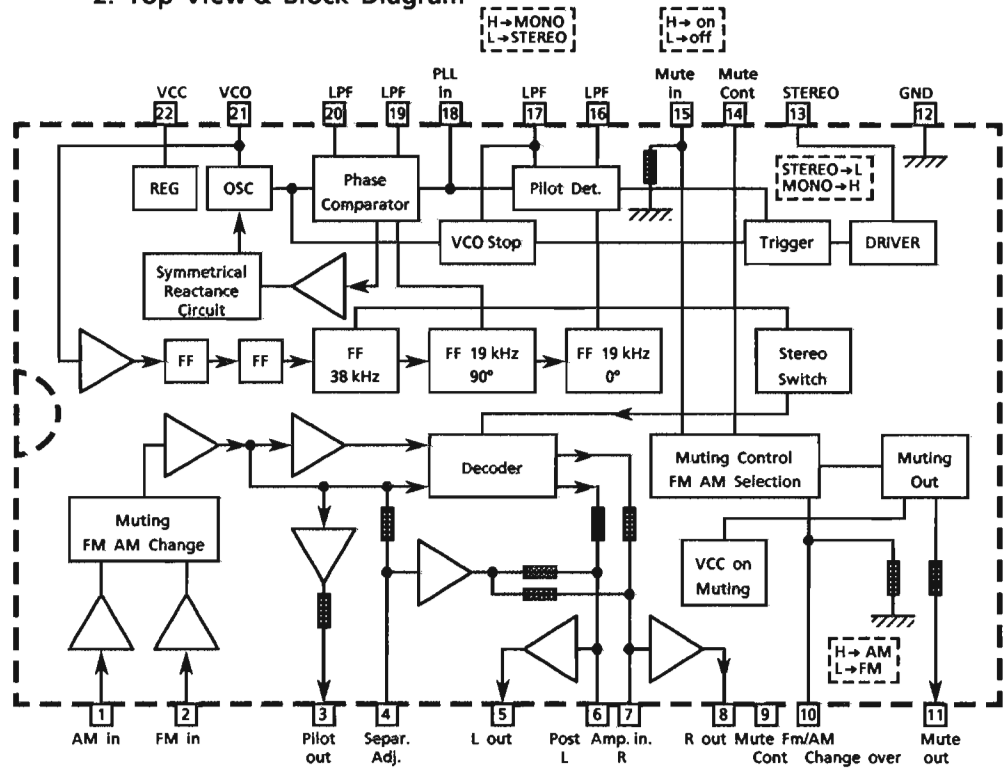 2. Top View & Block Diagram
H→MONO
L→STEREO
H→on
L→off
VCC
VCO
LPF
LPF
PLL
in
LPF
LPF
Mute
in
Mute
Cont
STEREO
GND
22
21
20
19
18
17
16
15
14
13
12
REG
OSC
Phase
Comparator
Pilot Det.
STEREO→L
MONO→H
VCO Stop
Trigger
DRIVER
Symmetrical
Reactance
Circuit
FF
FF
FF
38 kHz
FF 19 kHz
90°
FF 19 kHz
0°
Stereo
Switch
Decoder
Muting Control
FM AM Selection
Muting
Out
Muting
FM AM Change
VCC on
Muting
H→AM
L→FM
1
2
3
4
5
6
7
8
9
10
11
AM in
FM in
Pilot
out
Separ.
Adj.
L out
Post Amp. in.
L R
R out
Mute
Cont
Fm/AM
Change over
Mute
out